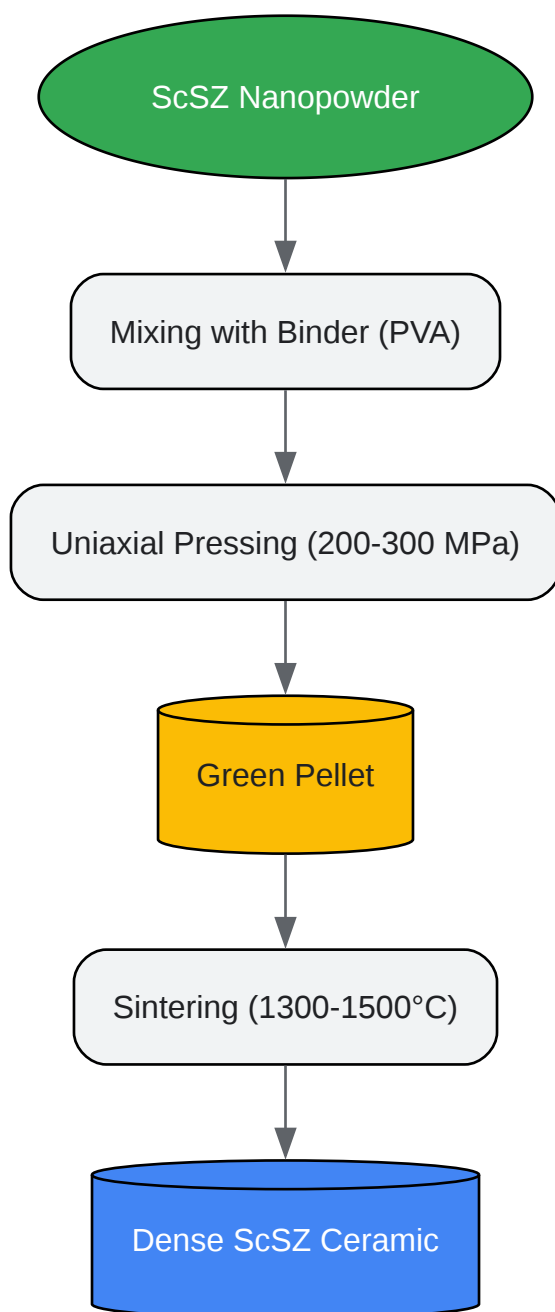 ScSZ Nanopowder
Mixing with Binder (PVA)
Uniaxial Pressing (200-300 MPa)
Green Pellet
Sintering (1300-1500°C)
Dense ScSZ Ceramic